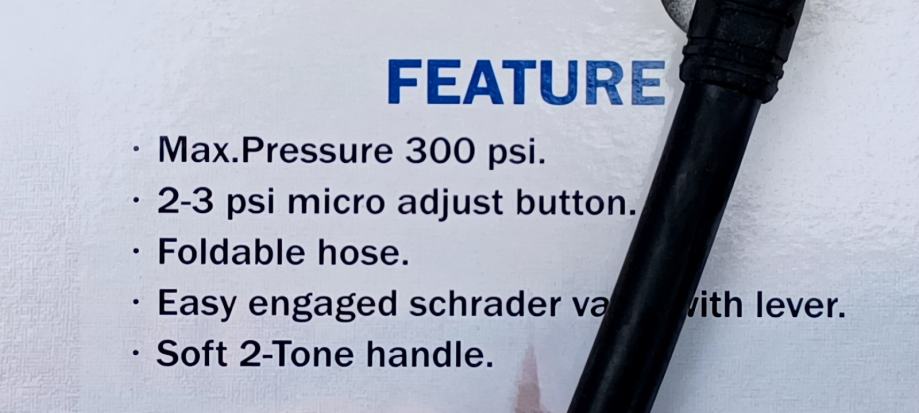 FEATURE
· Max.Pressure 300 psi.
· 2-3 psi micro adjust button.
· Foldable hose.
· Easy engaged schrader with lever.
· Soft 2-Tone handle.